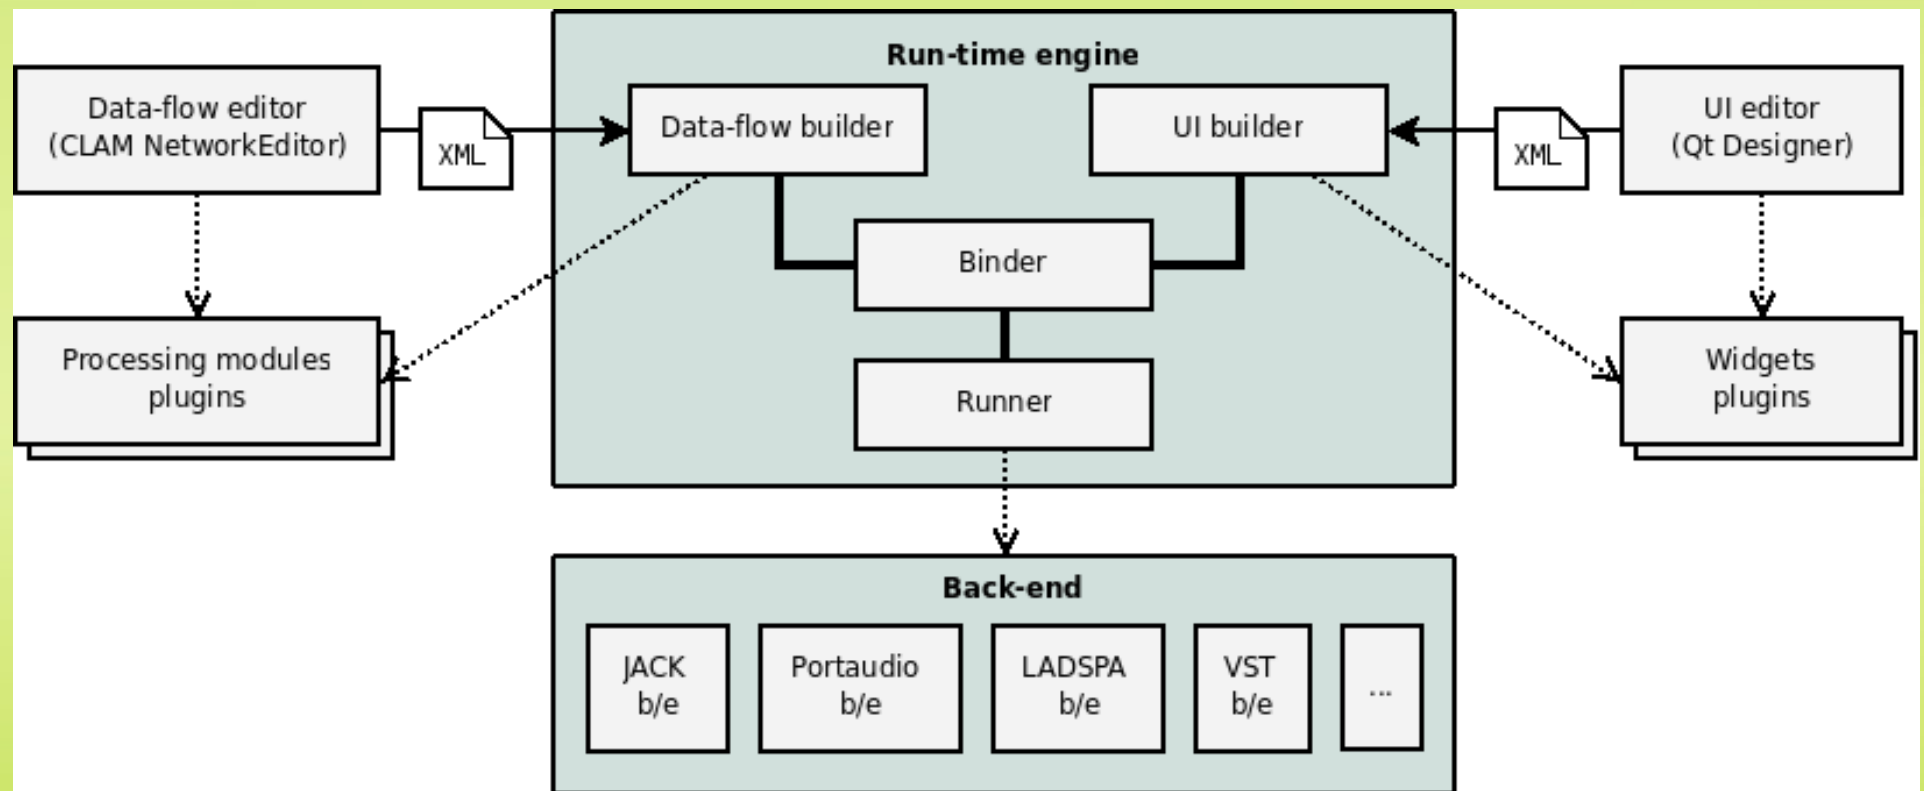 Run-time engine
Data-flow editor
(CLAM NetworkEditor)
XML
Data-flow builder
UI builder
XML
UI editor
(Qt Designer)
Binder
Processing modules
plugins
Runner
Widgets
plugins
Back-end
JACK
b/e
Portaudio
b/e
LADSPA
b/e
VST
b/e
...